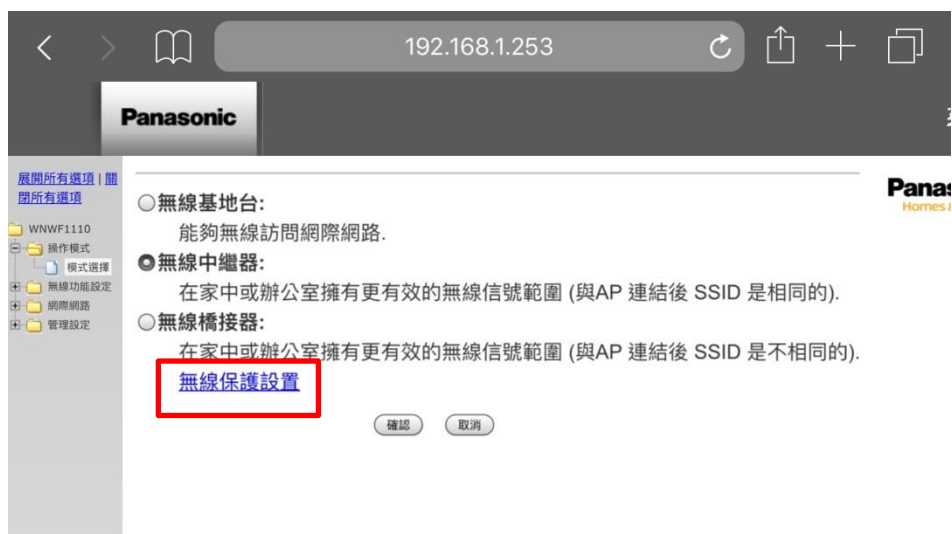 192.168.1.253
Panasonic
展開所有選項 | 關
閉所有選項
WNWF1110
操作模式
模式選擇
無線功能設定
網際網路
管理設定
無線基地台:
能夠無線訪問網際網路.
無線中繼器:
在家中或辦公室擁有更有效的無線信號範圍 (與AP 連結後 SSID 是相同的).
無線橋接器:
在家中或辦公室擁有更有效的無線信號範圍 (與AP 連結後 SSID 是不相同的).
無線保護設置
確認
取消
Panas
Homes &